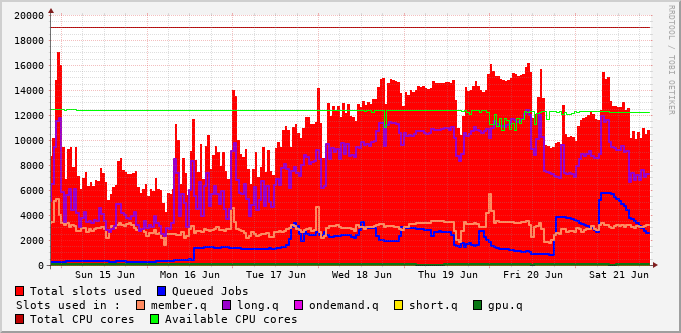 20000
18000
16000
14000
12000
10000
8000
6000
4000
2000
0
Sun 15 Jun Mon 16 Jun Tue 17 Jun Wed 18 Jun Thu 19 Jun Fri 20 Jun Sat 21 Jun
Total slots used Queued Jobs
Slots used in : member.q long.q ondemand.q short.q gpu.q
Total CPU cores Available CPU cores
RRDTOOL / TOBI OETIKER